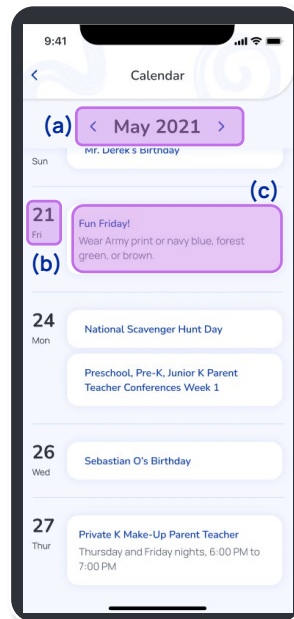 9:41
Calendar
(a) < May 2021 >
Mr. Derek's Birthday
Sun
(c)
21
Fri
(b)
Fun Friday!
Wear Army print or navy blue, forest
green, or brown.
24
Mon
National Scavenger Hunt Day
Preschool, Pre-K, Junior K Parent
Teacher Conferences Week 1
26
Wed
Sebastian O's Birthday
27
Thur
Private K Make-Up Parent Teacher
Thursday and Friday nights, 6:00 PM to
7:00 PM